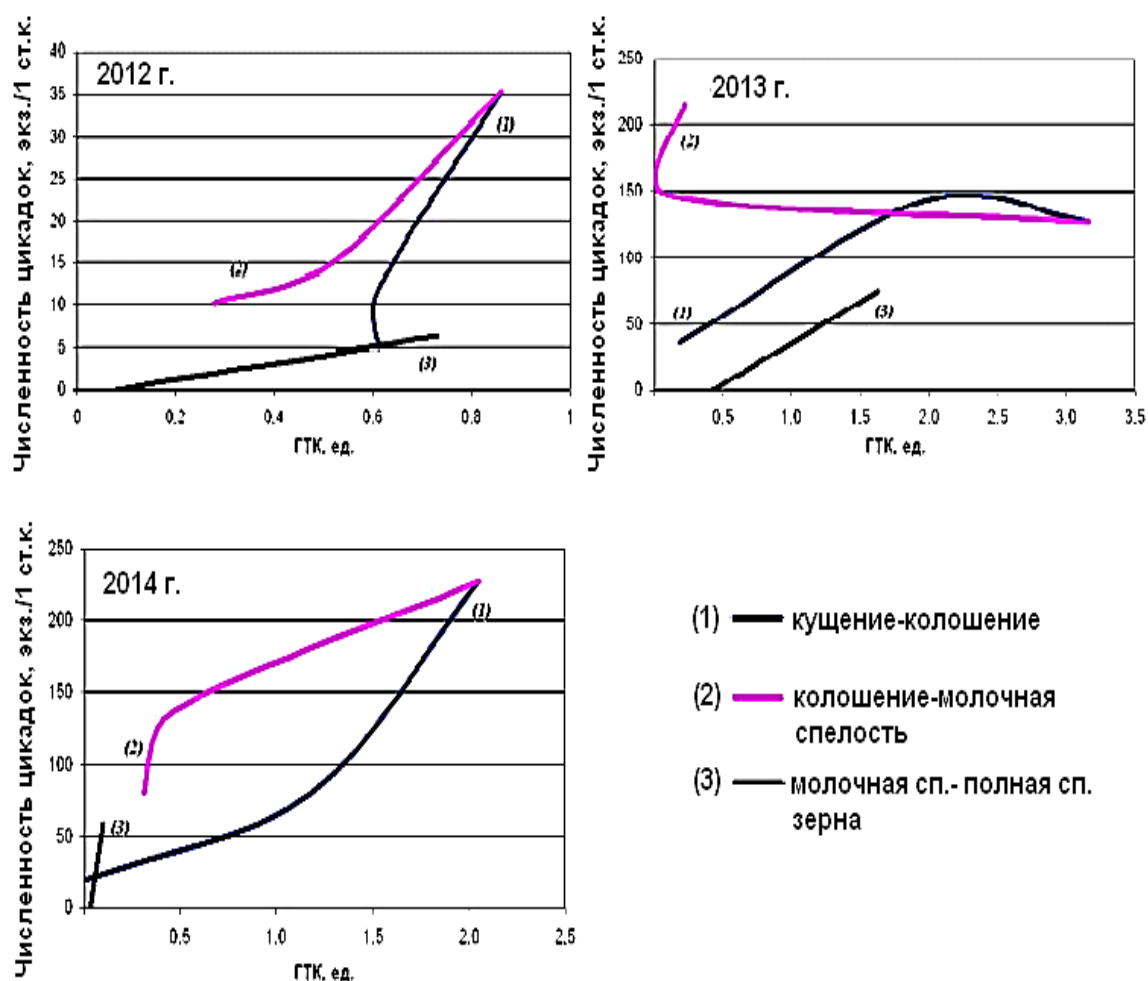 Численность цикадок, экз./1 ст.к.
2012 г.
40
35
30
25
20
15
10
5
0
(1)
(2)
(3)
0 0.2 0.4 0.6 0.8 1
ГТК. ед.
Численность цикадок, экз./1 ст.к.
2013 г.
250
200
150
100
50
0
(2)
(1)
(3)
0.5 1.0 1.5 2.0 2.5 3.0 3.5
ГТК. ед.
Численность цикадок, экз./1 ст.к.
2014 г.
250
200
150
100
50
0
(1)
(2)
(3)
0.5 1.0 1.5 2.0 2.5
ГТК. ед.
(1) кущение-колошение
(2) колошение-молочная
спелость
(3) молочная сп.- полная сп.
зерна